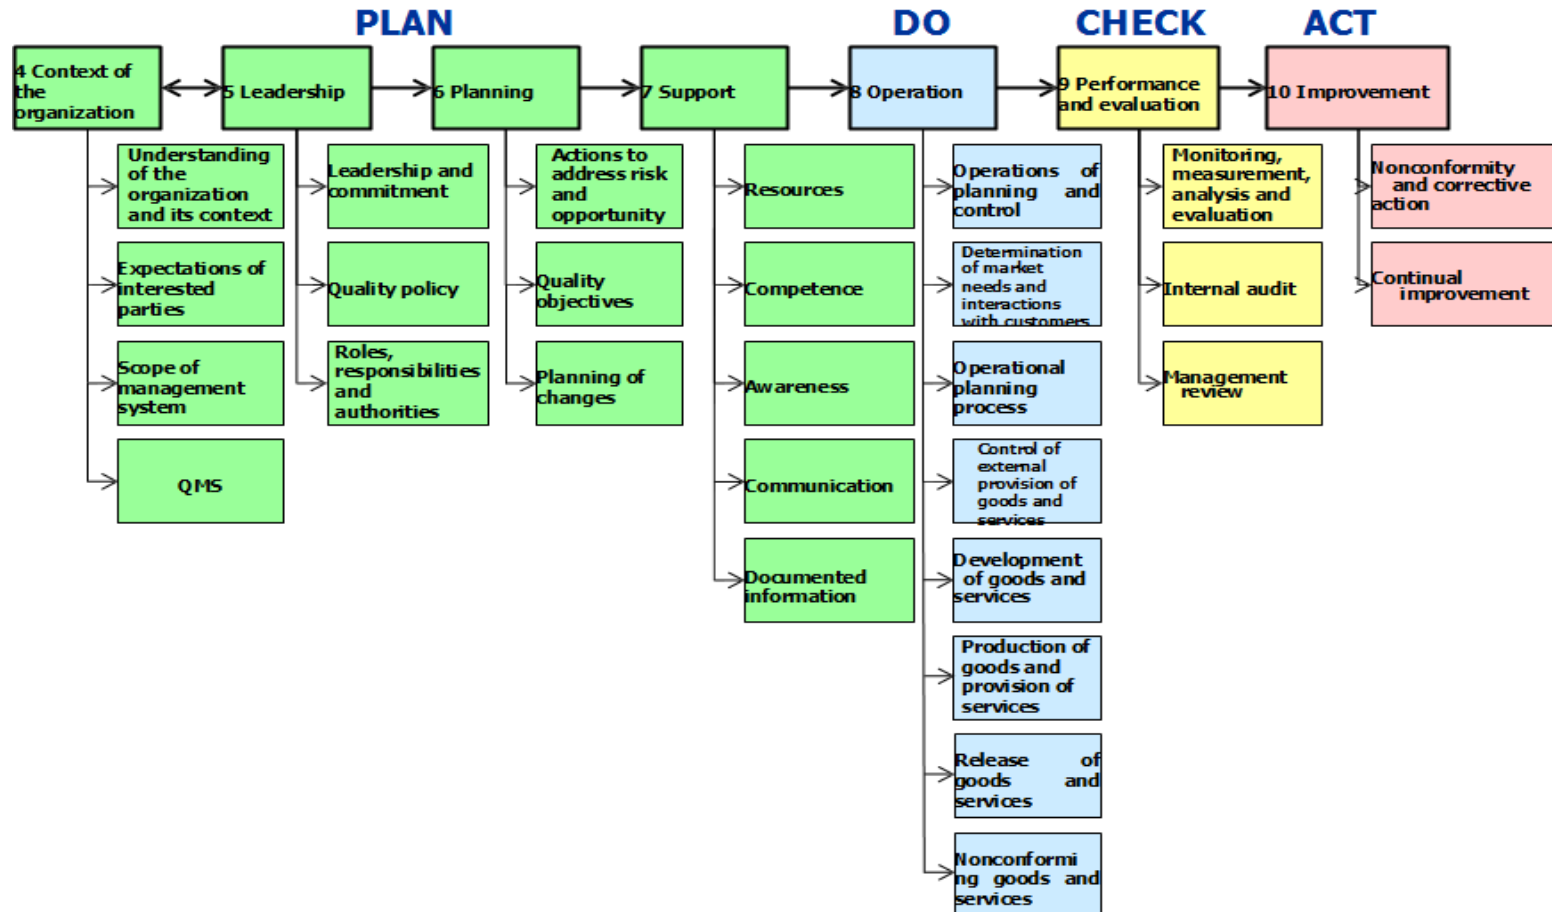 PLAN
DO
CHECK
ACT
4 Context of
the
organization
5 Leadership
6 Planning
7 Support
8 Operation
9 Performance
and evaluation
10 Improvement
Understanding
of the
organization
and its context
Expectations of
interested
parties
Scope of
management
system
QMS
Leadership and
commitment
Quality policy
Roles,
responsibilities
and
authorities
Actions to
address risk
and
opportunity
Quality
objectives
Planning of
changes
Resources
Competence
Awareness
Communication
Documented
information
Operations of
planning and
control
Determination
of market
needs and
interactions
with customers
Operational
planning
process
Control of
external
provision of
goods and
services
Development
of goods and
services
Production of
goods and
provision of
services
Release of
goods and
services
Nonconformi
ng goods and
services
Monitoring,
measurement,
analysis and
evaluation
Internal audit
Management
review
Nonconformity
and corrective
action
Continual
improvement